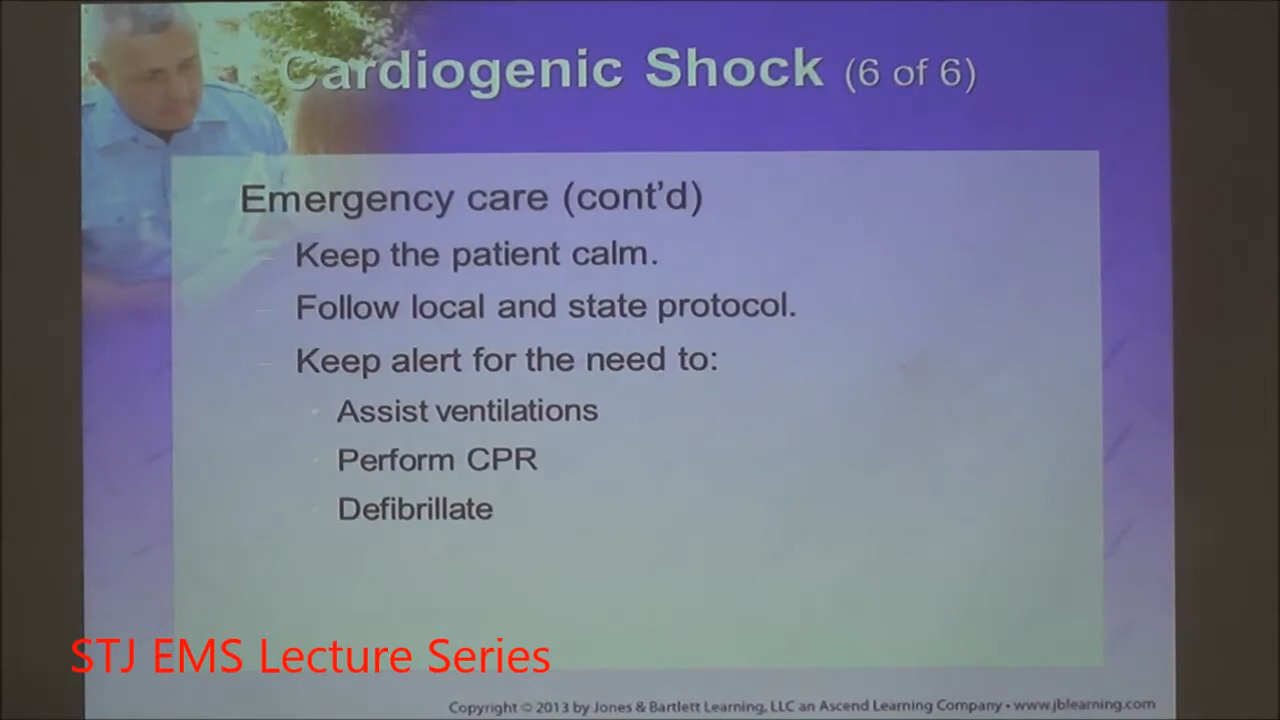 Cardiogenic Shock (6 of 6)
Emergency care (cont’d)
– Keep the patient calm.
– Follow local and state protocol.
– Keep alert for the need to:
• Assist ventilations
• Perform CPR
• Defibrillate
STJ EMS Lecture Series
Copyright © 2013 by Jones & Bartlett Learning, LLC an Ascend Learning Company • www.jblearning.com